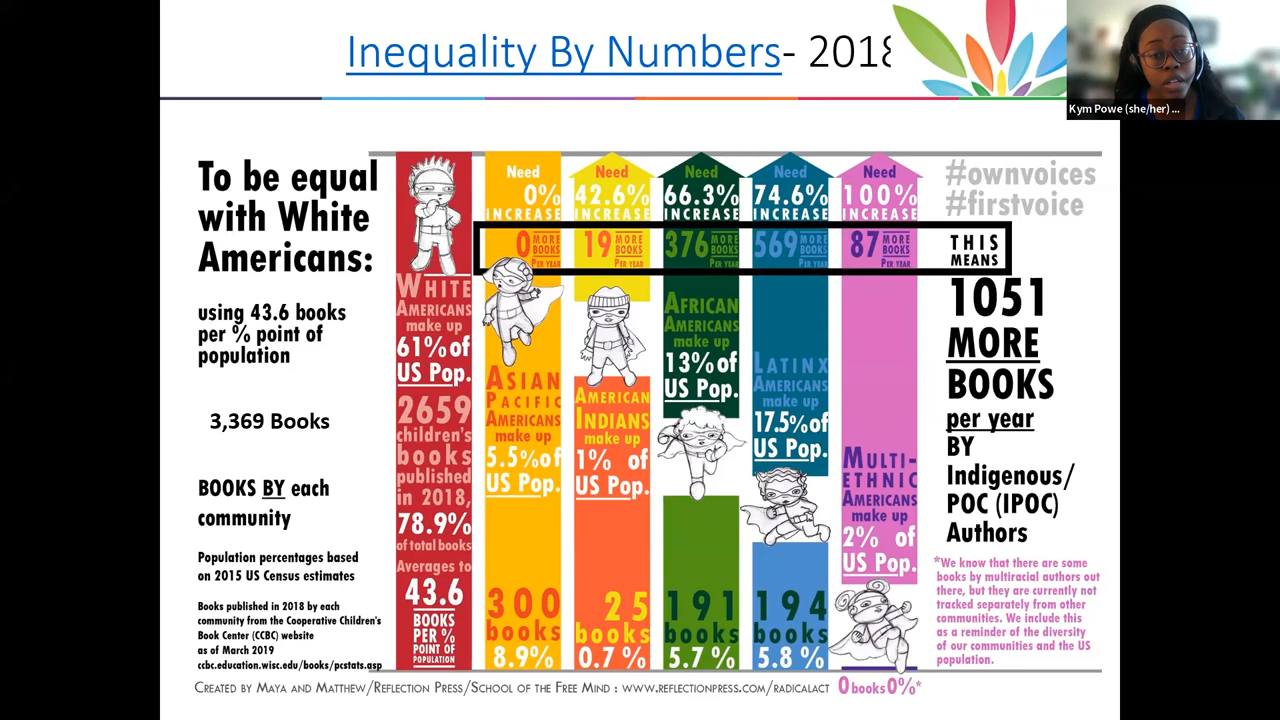 Inequality By Numbers- 2018
Kym Powe (she/her) ...
To be equal
with White
Americans:
using 43.6 books
per % point of
population
3,369 Books
BOOKS BY each
community
Population percentages based
on 2015 US Census estimates
Books published in 2018 by each
community from the Cooperative Children's
Book Center (CCBC) website
as of March 2019
ccbc.education.wisc.edu/books/pcstats.asp
WHITE
AMERICANS
make up
61% of
US Pop.
2659
children's
books
published
in 2018,
78.9%
of total books
Averages to
43.6
BOOKS
PER %
POINT OF
POPULATION
Need
0%
INCREASE
0 MORE
BOOKS
PER YEAR
ASIAN
PACIFIC
AMERICANS
make up
5.5% of
US Pop.
300
books
8.9%
Need
42.6%
INCREASE
19 MORE
BOOKS
PER YEAR
AMERICAN
INDIANS
make up
1% of
US Pop.
25
books
0.7 %
Need
66.3%
INCREASE
376 MORE
BOOKS
PER YEAR
AFRICAN
AMERICANS
make up
13% of
US Pop.
191
books
5.7 %
Need
74.6%
INCREASE
569 MORE
BOOKS
PER YEAR
LATINX
AMERICANS
make up
17.5% of
US Pop.
194
books
5.8 %
Need
100%
INCREASE
87 MORE
BOOKS
PER YEAR
MULTI-
ETHNIC
AMERICANS
make up
2% of
US Pop.
0 books 0%*
#ownvoices
#firstvoice
THIS
MEANS
1051
MORE
BOOKS
per year
BY
Indigenous/
POC (IPOC)
Authors
*We know that there are some
books by multiracial authors out
there, but they are currently not
tracked separately from other
communities. We include this
as a reminder of the diversity
of our communities and the US
population.
CREATED BY MAYA AND MATTHEW/REFLECTION PRESS/SCHOOL OF THE FREE MIND : WWW.REFLECTIONPRESS.COM/RADICALACT